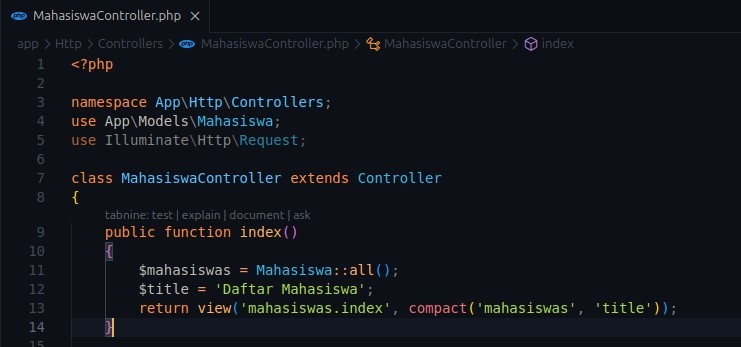 php MahasiswaController.php ×
app > Http > Controllers > php MahasiswaController.php > MahasiswaController > index
1 <?php
2
3 namespace App\Http\Controllers;
4 use App\Models\Mahasiswa;
5 use Illuminate\Http\Request;
6
7 class MahasiswaController extends Controller
8 {
tabnine: test | explain | document | ask
9 public function index()
10 {
11 $mahasiswas = Mahasiswa::all();
12 $title = 'Daftar Mahasiswa';
13 return view('mahasiswas.index', compact('mahasiswas', 'title'));
14 }
15